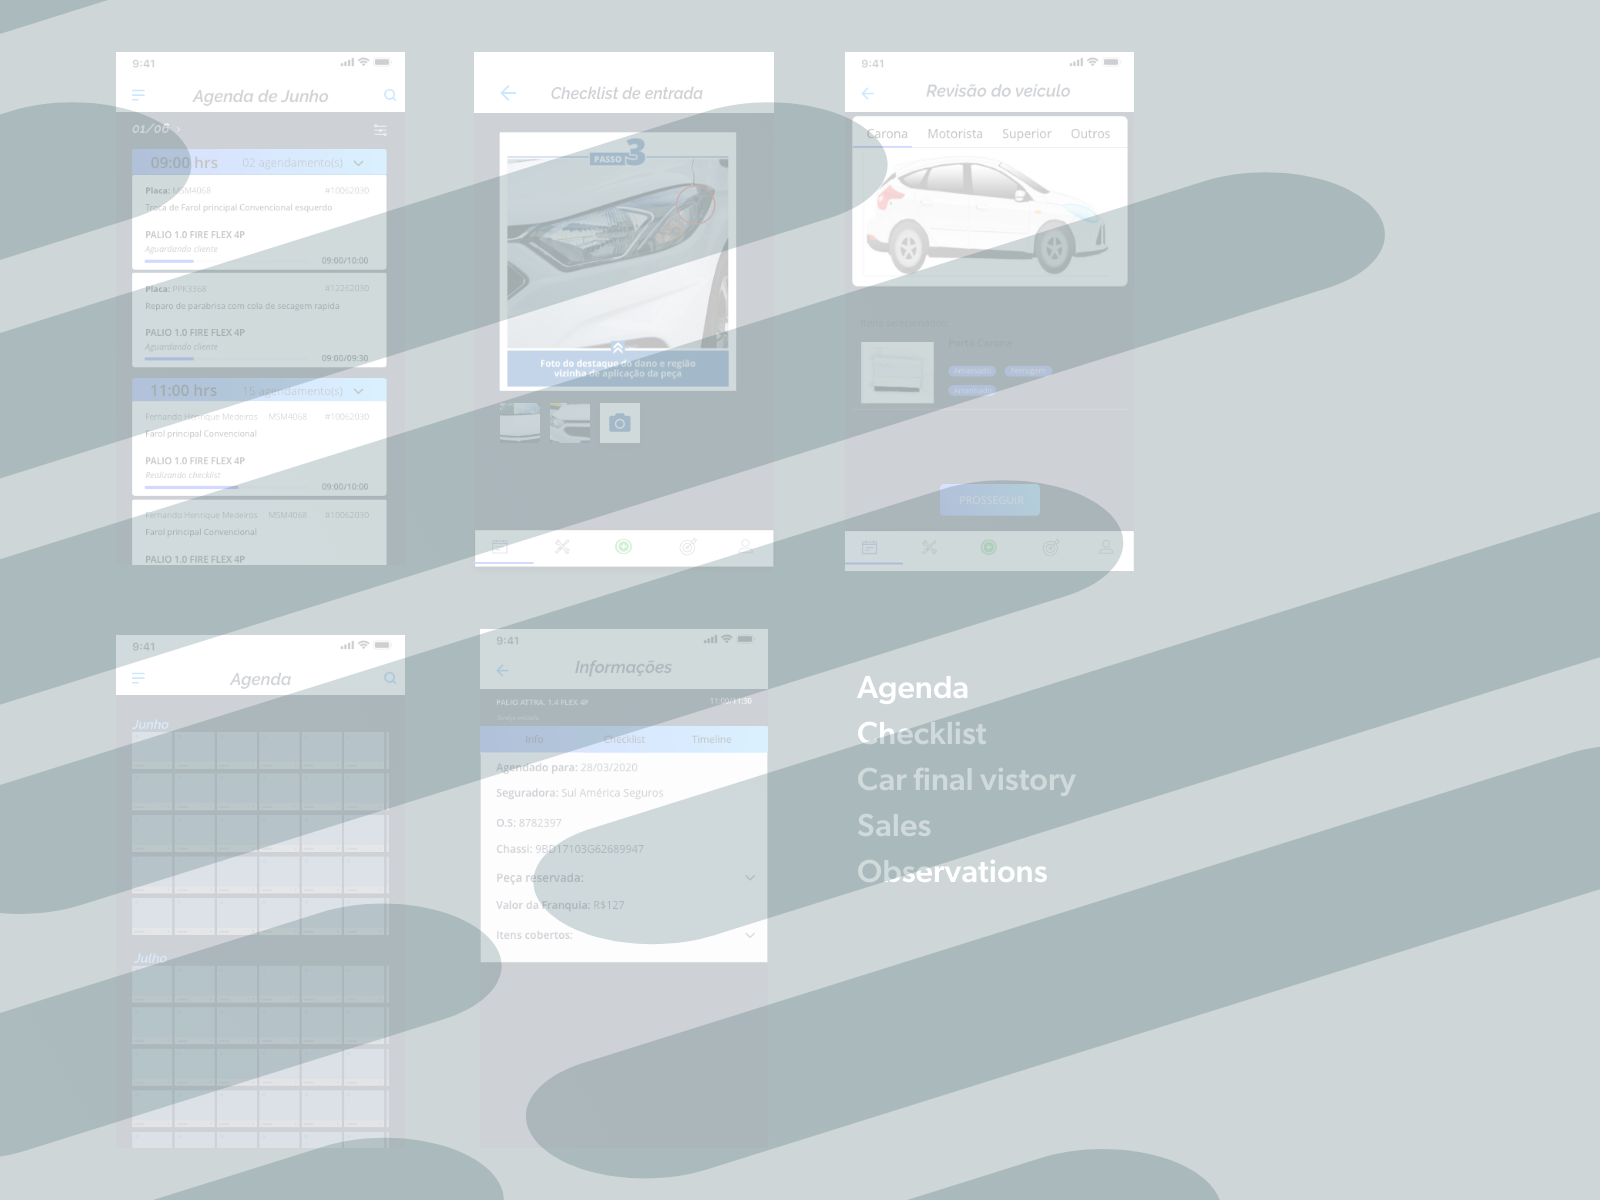 9:41
Agenda de Junho
01/06 >
09:00 hrs 02 agendamento(s)
Placa: MSM4068 #10062030
Troca de Farol principal Convencional esquerdo
PALIO 1.0 FIRE FLEX 4P
Aguardando cliente
09:00/10:00
Placa: PPK3368 #12262030
Reparo de parabrisa com cola de secagem rapida
PALIO 1.0 FIRE FLEX 4P
Aguardando cliente
09:00/09:30
11:00 hrs 15 agendamento(s)
Fernando Henrique Medeiros MSM4068 #10062030
Farol principal Convencional
PALIO 1.0 FIRE FLEX 4P
Realizando checklist
09:00/10:00
Fernando Henrique Medeiros MSM4068 #10062030
Farol principal Convencional
PALIO 1.0 FIRE FLEX 4P
Checklist de entrada
PASSO 3
Foto do destaque do dano e região
vizinha de aplicação da peça
9:41
Revisão do veículo
Carona Motorista Superior Outros
Porta Carona
Amassado Ferrugem
Arranhado
PROSSEGUIR
9:41
Agenda
Junho
Julho
9:41
Informações
PALIO ATTRA. 1.4 FLEX 4P 11:00/11:30
Info Checklist Timeline
Agendado para: 28/03/2020
Seguradora: Sul América Seguros
O.S: 8782397
Chassi: 9BD17103G62689947
Peça reservada:
Valor da Franquia: R$127
Itens cobertos:
Agenda
Checklist
Car final vistory
Sales
Observations